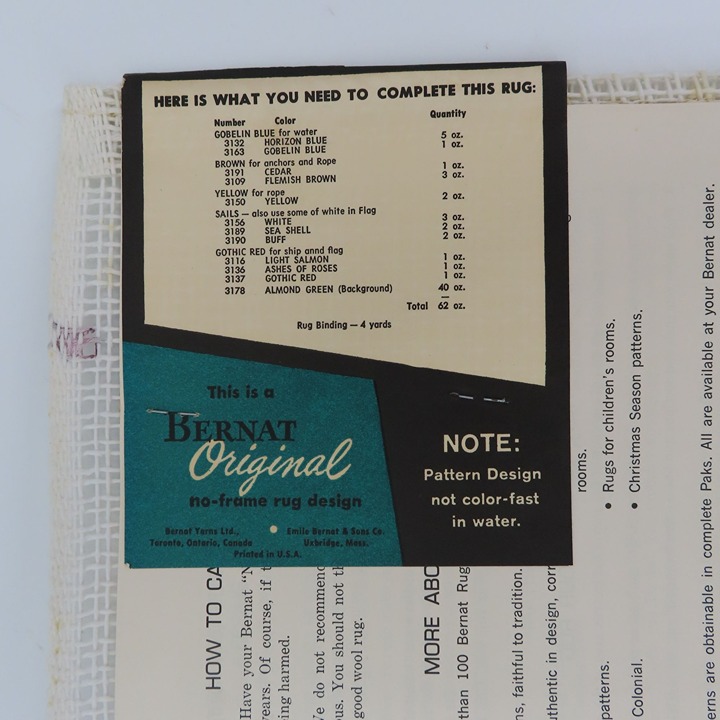 HERE IS WHAT YOU NEED TO COMPLETE THIS RUG:
Number Color Quantity
GOBELIN BLUE for water
3132 HORIZON BLUE 5 oz.
3163 GOBELIN BLUE 1 oz.
BROWN for anchors and Rope
3191 CEDAR 1 oz.
3109 FLEMISH BROWN 3 oz.
YELLOW for rope
3150 YELLOW 2 oz.
SAILS — also use some of white in Flag
3156 WHITE 3 oz.
3189 SEA SHELL 2 oz.
3190 BUFF 2 oz.
GOTHIC RED for ship annd flag
3116 LIGHT SALMON 1 oz.
3136 ASHES OF ROSES 1 oz.
3137 GOTHIC RED 1 oz.
3178 ALMOND GREEN (Background) 40 oz.
Total 62 oz.
Rug Binding — 4 yards
This is a
BERNAT
Original
no-frame rug design
Bernat Yarns Ltd., • Emile Bernat & Sons Co.
Toronto, Ontario, Canada Uxbridge, Mass.
Printed in U.S.A.
NOTE:
Pattern Design
not color-fast
in water.
HOW TO CA
Have your Bernat "N
years. Of course, if t
ing harmed.
We do not recommend
ous. You should not th
good wool rug.
MORE ABO
than 100 Bernat Rug
ns, faithful to tradition.
thentic in design, corr
rooms.
patterns.
• Rugs for children's rooms.
Colonial.
• Christmas Season patterns.
erns are obtainable in complete Paks. All are available at your Bernat dealer.